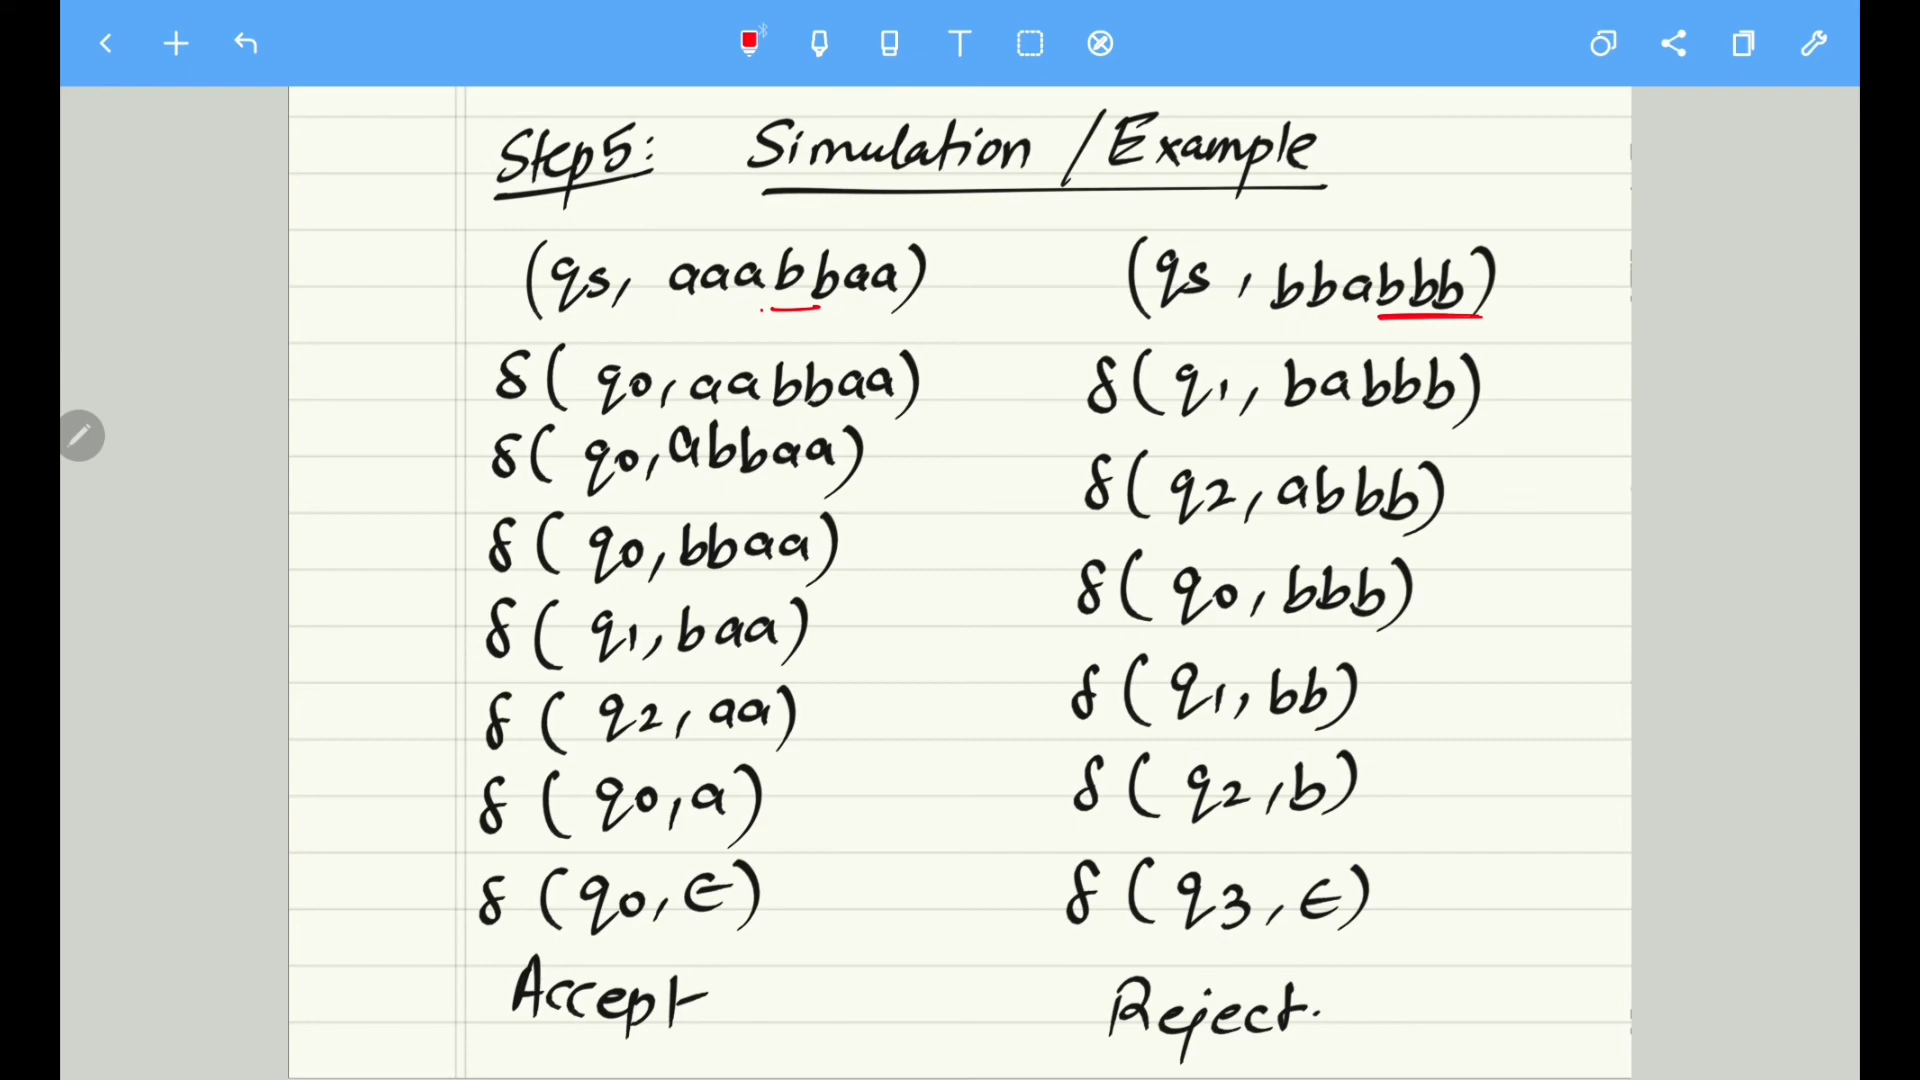 Step5: Simulation / Example
(qs, aaabbaa)
δ( q0, aabbaa)
δ( q0, abbaa)
δ( q0, bbaa)
δ( q1, baa)
δ( q2, aa)
δ( q0, a)
δ( q0, ϵ)
Accept
(qs, bbabbb)
δ( q1, babbb)
δ( q2, abbb)
δ( q0, bbb)
δ( q1, bb)
δ( q2, b)
δ( q3, ϵ)
Reject.